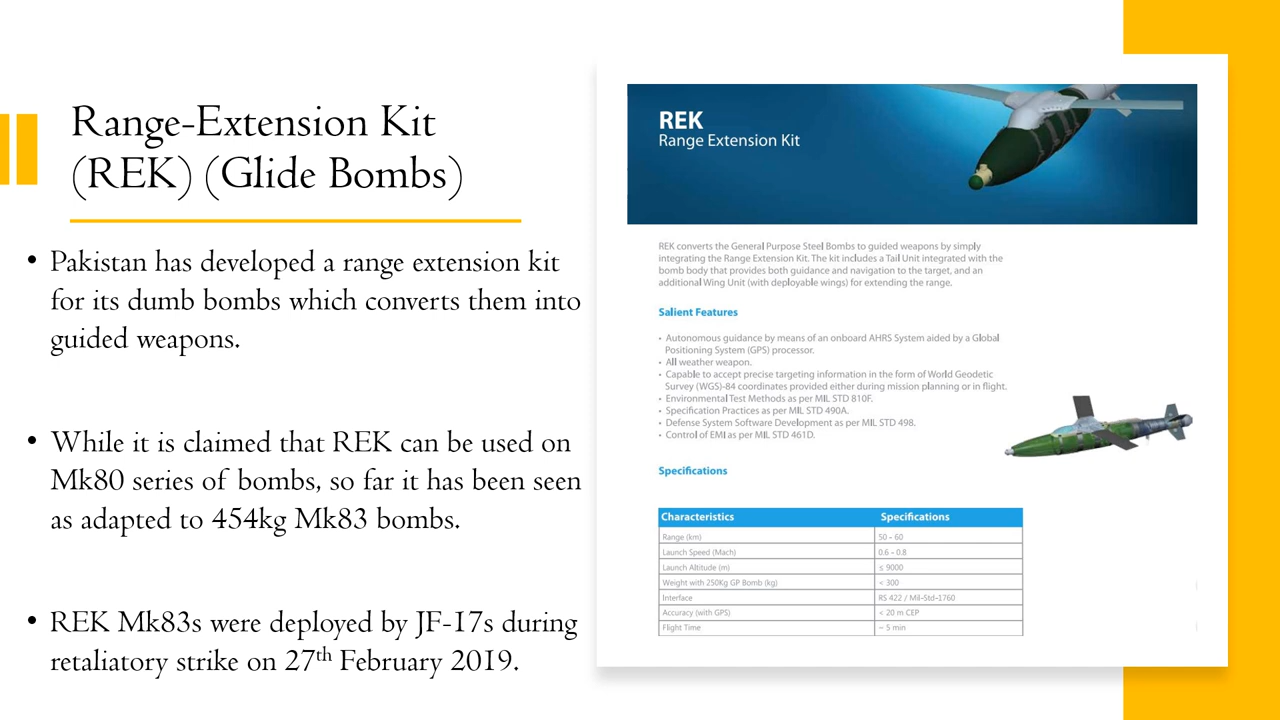 Range-Extension Kit
(REK) (Glide Bombs)
• Pakistan has developed a range extension kit
for its dumb bombs which converts them into
guided weapons.
• While it is claimed that REK can be used on
Mk80 series of bombs, so far it has been seen
as adapted to 454kg Mk83 bombs.
• REK Mk83s were deployed by JF-17s during
retaliatory strike on 27th February 2019.
REK
Range Extension Kit
REK converts the General Purpose Steel Bombs to guided weapons by simply
integrating the Range Extension Kit. The kit includes a Tail Unit integrated with the
bomb body that provides both guidance and navigation to the target, and an
additional Wing Unit (with deployable wings) for extending the range.
Salient Features
• Autonomous guidance by means of an onboard AHRS System aided by a Global
Positioning System (GPS) processor.
• All weather weapon.
• Capable to accept precise targeting information in the form of World Geodetic
Survey (WGS)-84 coordinates provided either during mission planning or in flight.
• Environmental Test Methods as per MIL STD 810F.
• Specification Practices as per MIL STD 490A.
• Defense System Software Development as per MIL STD 498.
• Control of EMI as per MIL STD 461D.
Specifications
Characteristics Specifications
Range (km) 50 - 60
Launch Speed (Mach) 0.6 - 0.8
Launch Altitude (m) ≤ 9000
Weight with 250Kg GP Bomb (kg) < 300
Interface RS 422 / Mil-Std-1760
Accuracy (with GPS) < 20 m CEP
Flight Time ~ 5 min